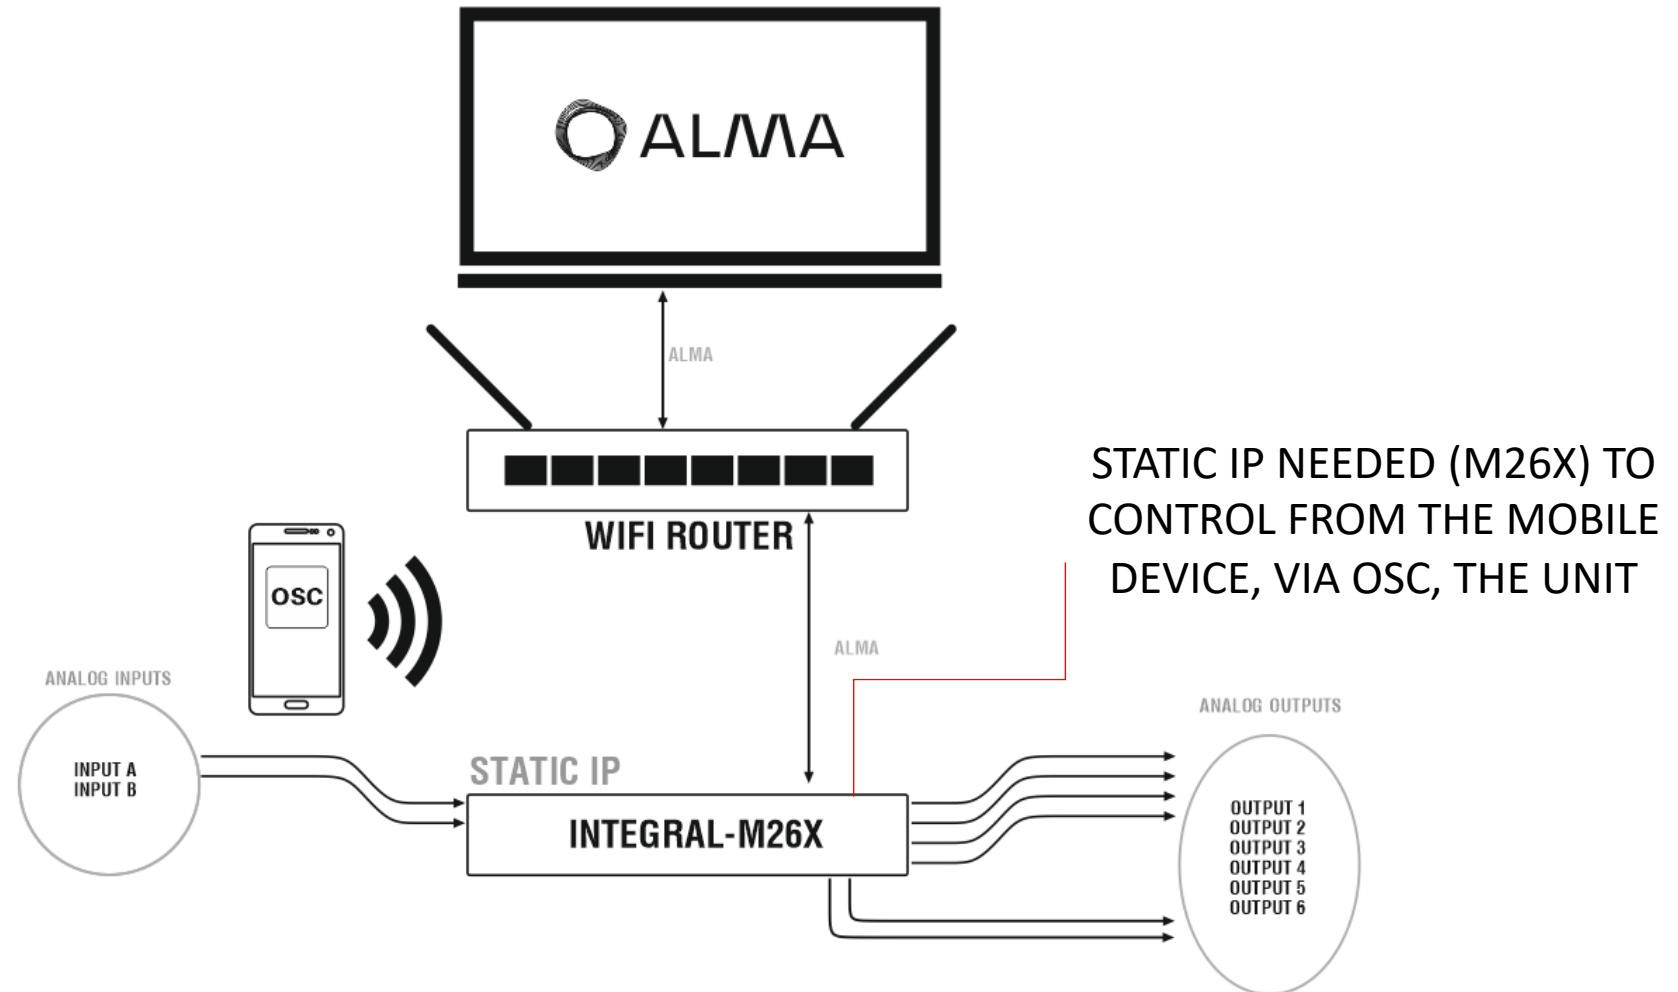 ALMA
ALMA
STATIC IP NEEDED (M26X) TO
CONTROL FROM THE MOBILE
DEVICE, VIA OSC, THE UNIT
WIFI ROUTER
OSC
ALMA
ANALOG INPUTS
INPUT A
INPUT B
STATIC IP
INTEGRAL-M26X
ANALOG OUTPUTS
OUTPUT 1
OUTPUT 2
OUTPUT 3
OUTPUT 4
OUTPUT 5
OUTPUT 6